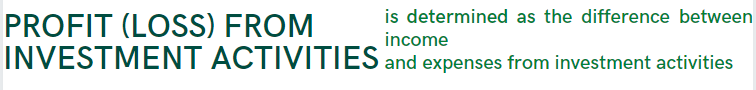 PROFIT (LOSS) FROM
INVESTMENT ACTIVITIES
is determined as the difference between
income
and expenses from investment activities